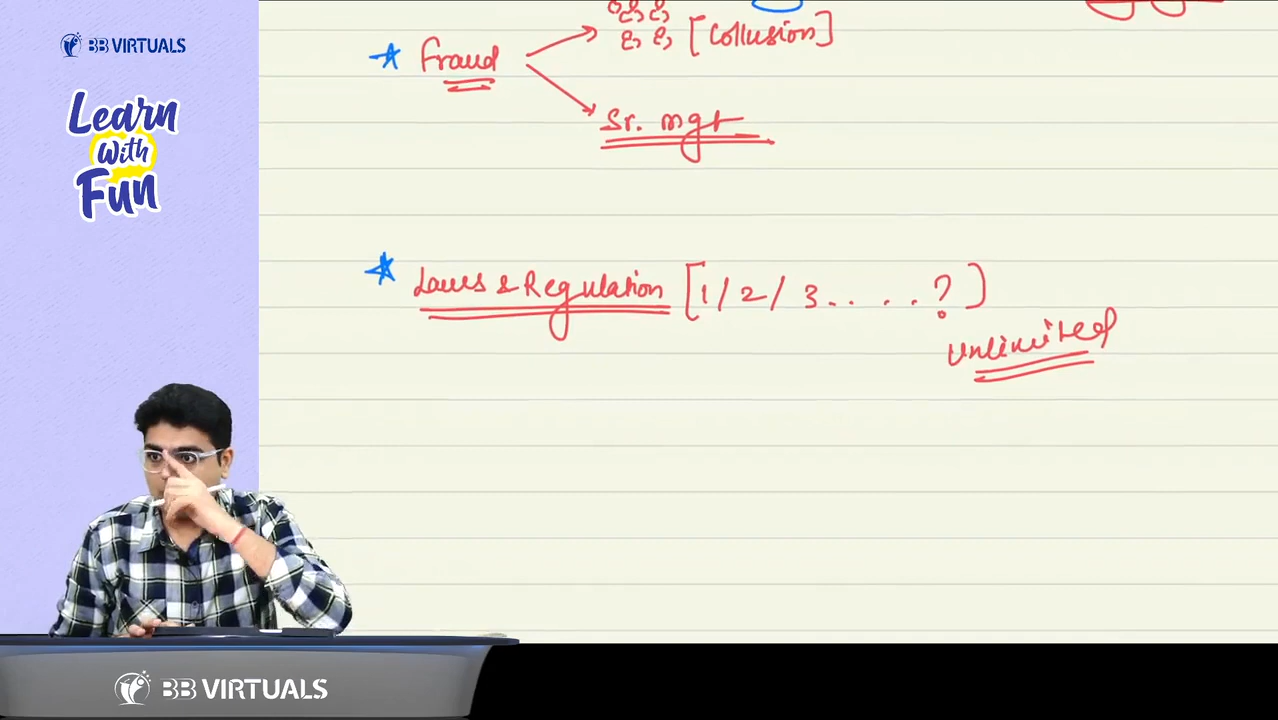 BB VIRTUALS
Learn
With
Fun
[Collusion]
Fraud
Sr. mgt
Laws & Regulation [1/2/3.. . . . ?]
Unlimited
BB VIRTUALS